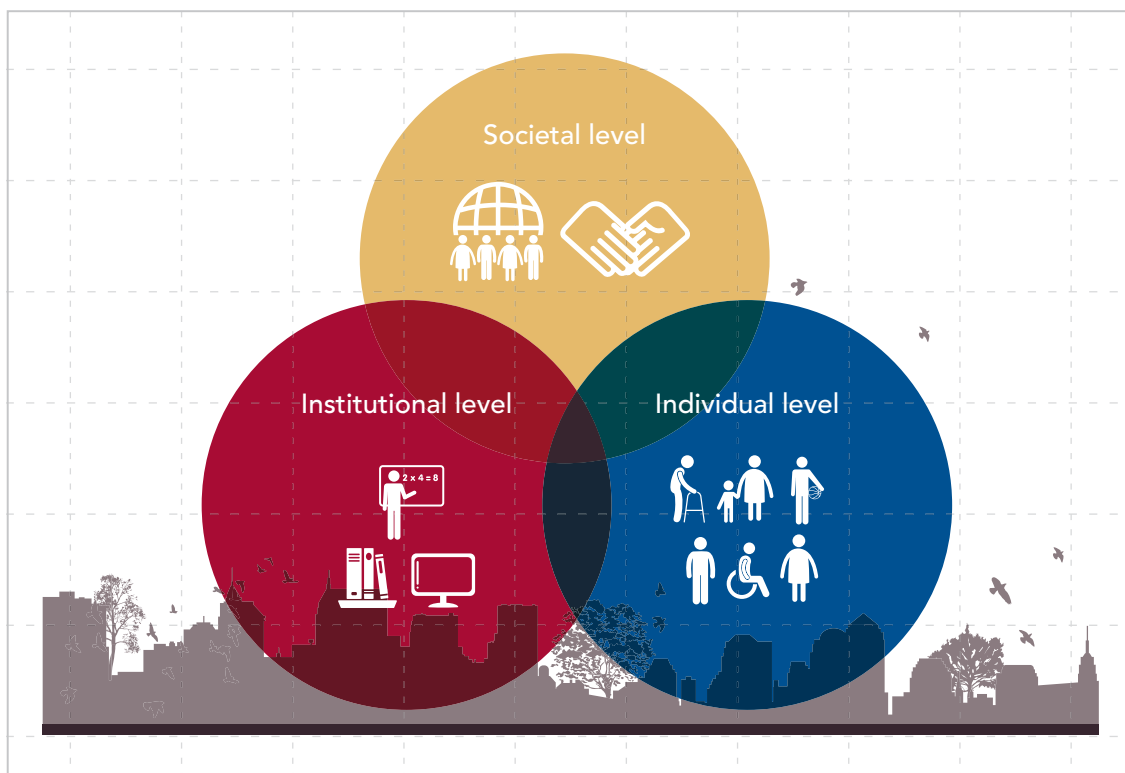 Societal level
Institutional level
Individual level
2 x 4 = 8